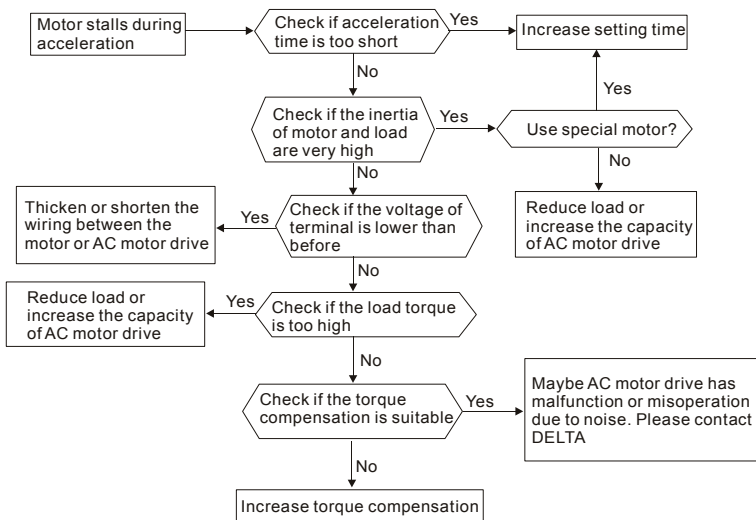 Motor stalls during
acceleration
Check if acceleration
time is too short
Yes
Increase setting time
No
Yes
Check if the inertia
of motor and load
are very high
Yes
Use special motor?
No
No
Thicken or shorten the
wiring between the
motor or AC motor drive
Yes
Check if the voltage of
terminal is lower than
before
Reduce load or
increase the capacity
of AC motor drive
No
Reduce load or
increase the capacity
of AC motor drive
Yes
Check if the load torque
is too high
No
Check if the torque
compensation is suitable
Yes
Maybe AC motor drive has
malfunction or misoperation
due to noise. Please contact
DELTA
No
Increase torque compensation